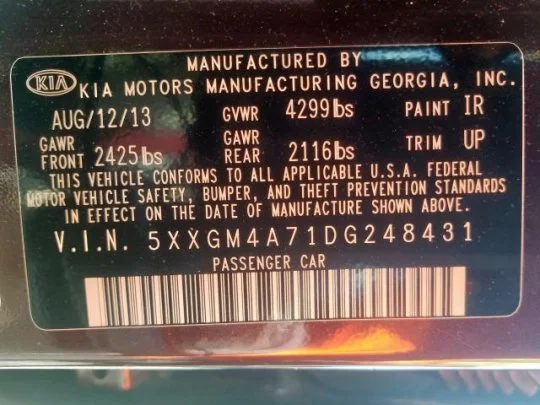 MANUFACTURED BY
KIA KIA MOTORS MANUFACTURING GEORGIA, INC.
AUG/12/13 GVWR 4299lbs PAINT IR
GAWR FRONT 2425lbs GAWR REAR 2116lbs TRIM UP
THIS VEHICLE CONFORMS TO ALL APPLICABLE U.S.A. FEDERAL
MOTOR VEHICLE SAFETY, BUMPER, AND THEFT PREVENTION STANDARDS
IN EFFECT ON THE DATE OF MANUFACTURE SHOWN ABOVE.
V.I.N. 5XXGM4A71DG248431
PASSENGER CAR